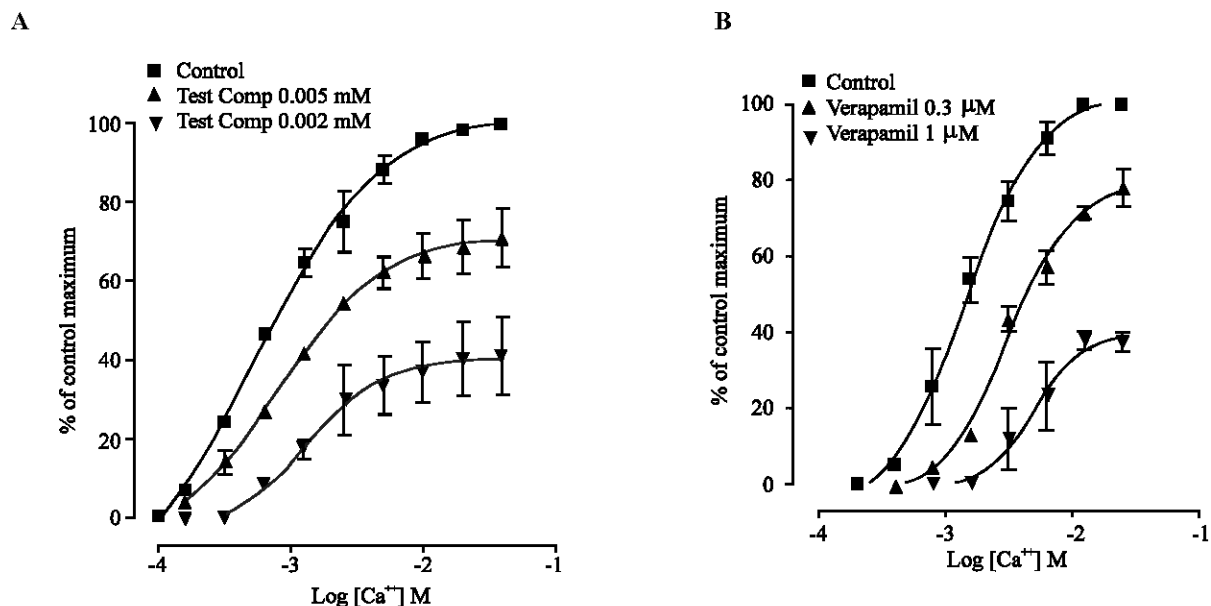 A
Control
Test Comp 0.005 mM
Test Comp 0.002 mM
100
80
60
40
20
0
% of control maximum
-4
-3
-2
-1
Log [Ca⁺⁺] M
B
Control
Verapamil 0.3 μM
Verapamil 1 μM
100
80
60
40
20
0
% of control maximum
-4
-3
-2
-1
Log [Ca⁺⁺] M